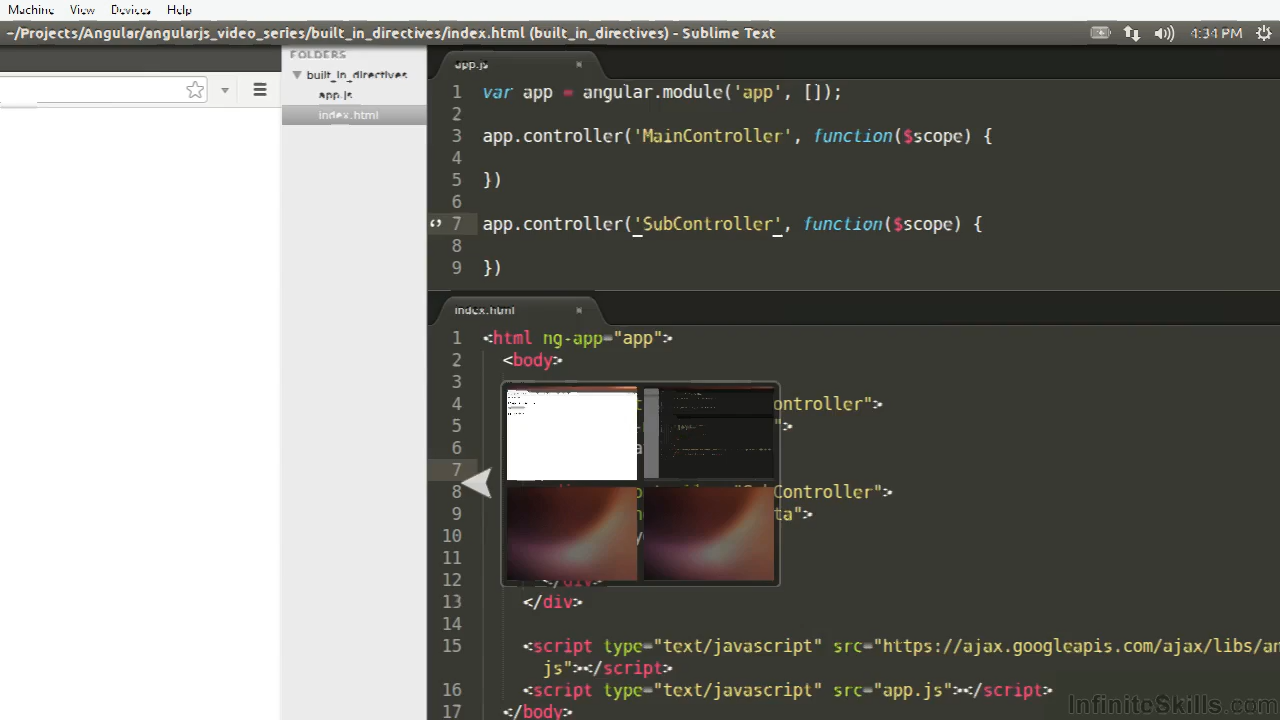 Machine View Devices Help
~/Projects/Angular/angularjs_video_series/built_in_directives/index.html (built_in_directives) - Sublime Text
4:34 PM
FOLDERS
built_in_directives
app.js
index.html
app.js
1 var app = angular.module('app', []);
2
3 app.controller('MainController', function($scope) {
4
5 })
6
7 app.controller('SubController', function($scope) {
8
9 })
index.html
1 <html ng-app="app">
2 <body>
3
4 ontroller">
5 ">
6
7
8 Controller">
9 ta">
10
11
12 </div>
13 </div>
14
15 <script type="text/javascript" src="https://ajax.googleapis.com/ajax/libs/an
js"></script>
16 <script type="text/javascript" src="app.js"></script>
17 </body>
InfiniteSkills.com